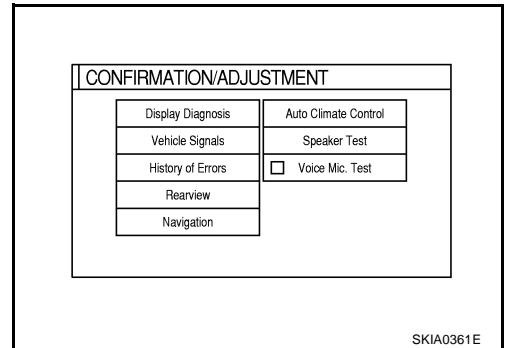 CONFIRMATION/ADJUSTMENT
Display Diagnosis
Vehicle Signals
History of Errors
Rearview
Navigation
Auto Climate Control
Speaker Test
Voice Mic. Test
SKIA0361E